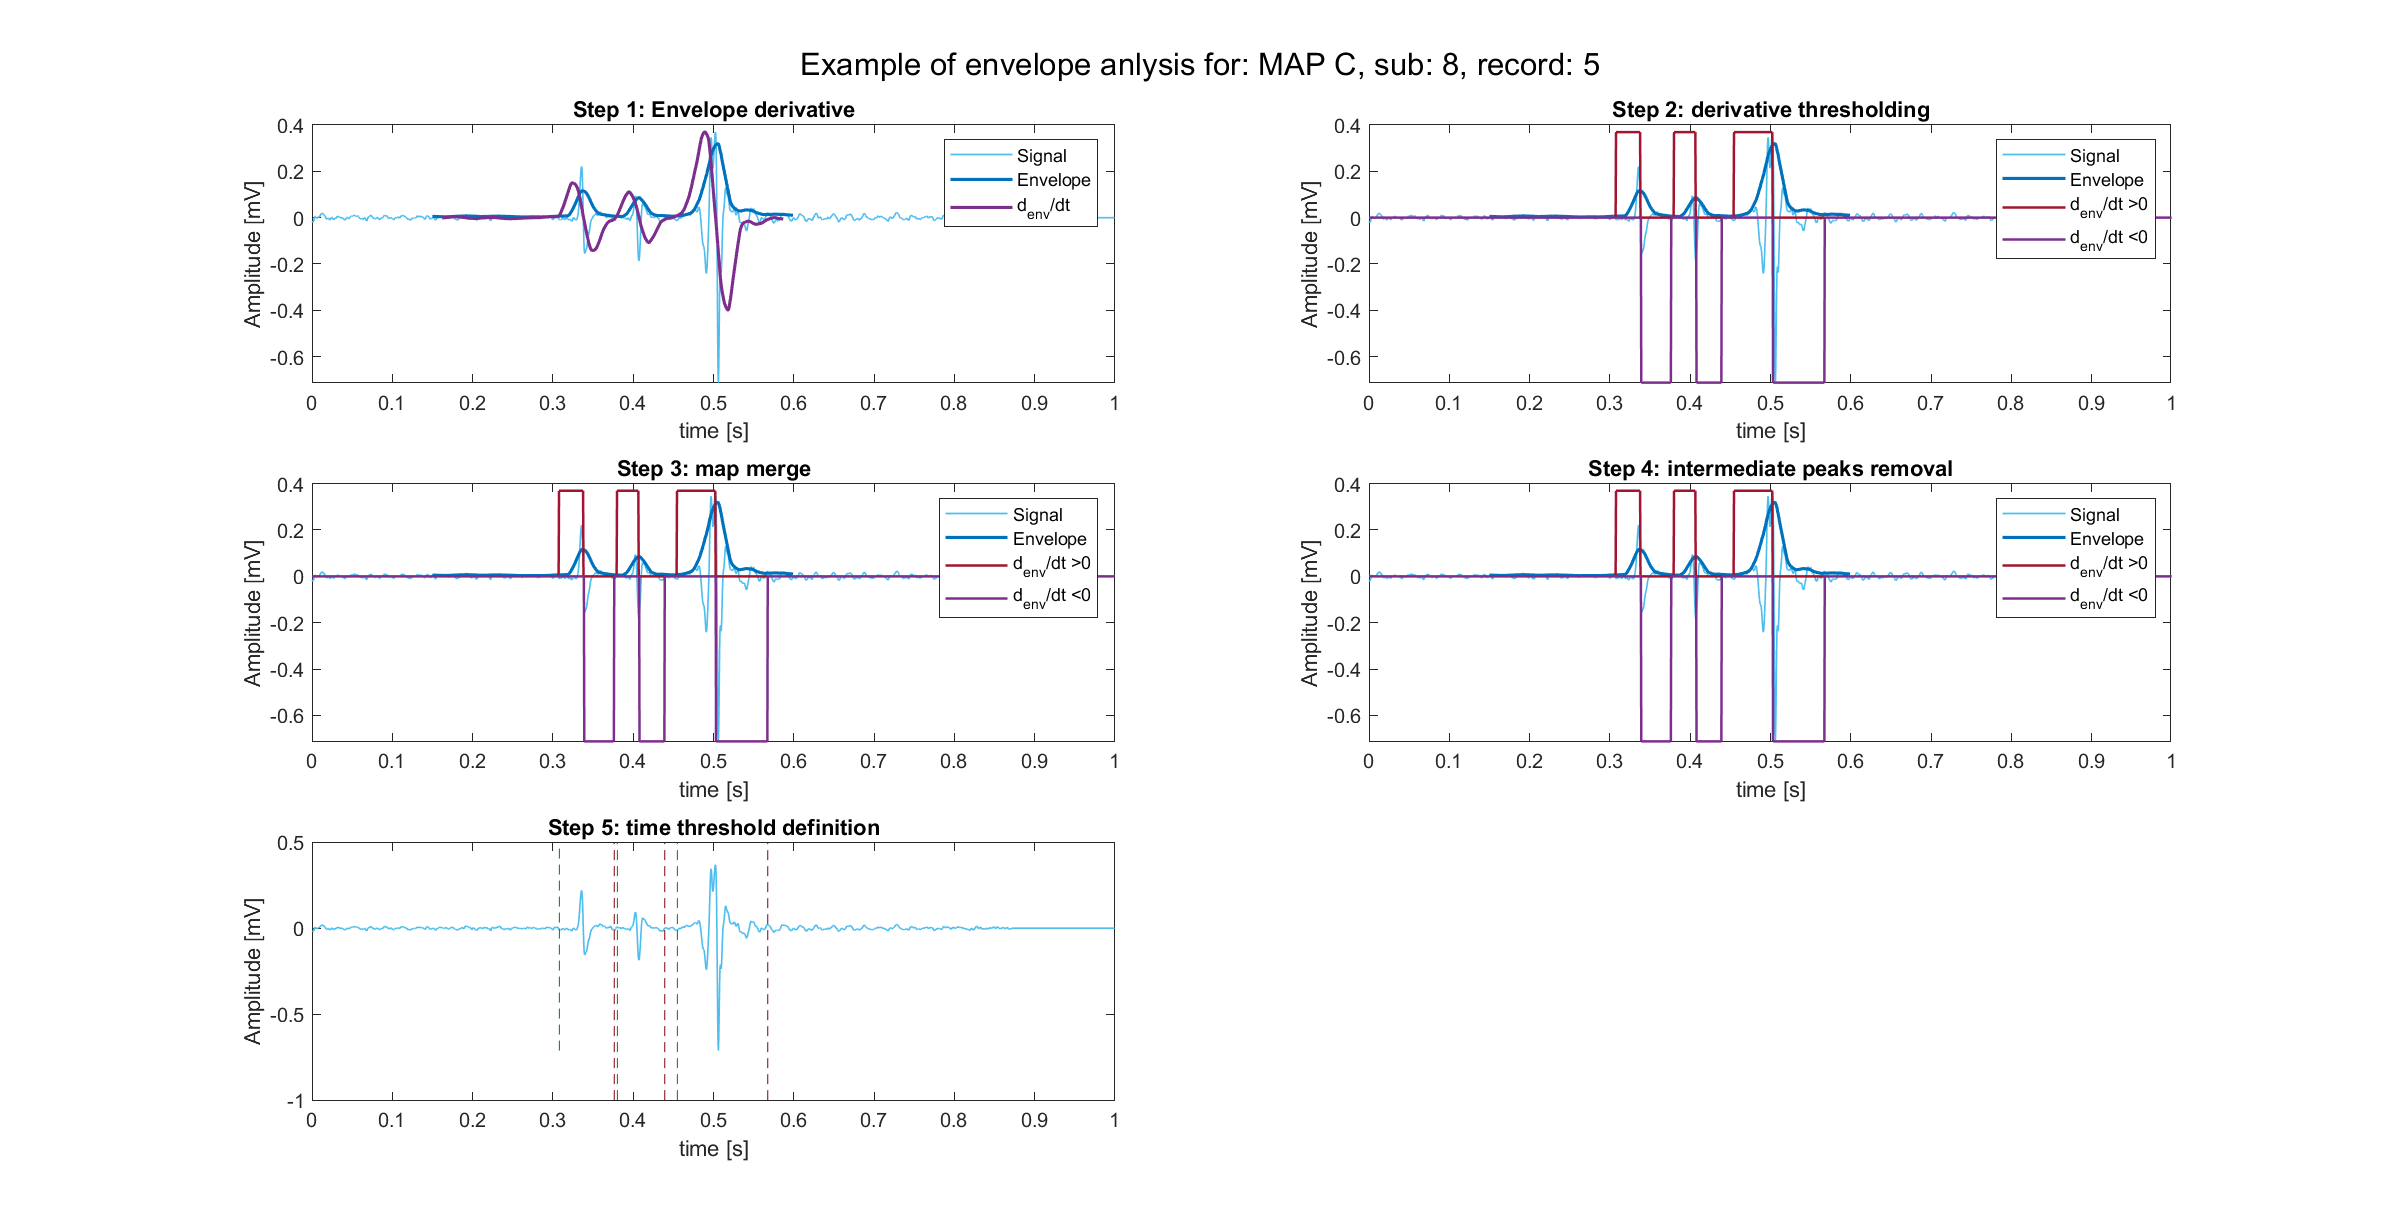 Example of envelope anlysis for: MAP C, sub: 8, record: 5
Step 1: Envelope derivative
0.4
0.2
0
-0.2
-0.4
-0.6
Amplitude [mV]
0 0.1 0.2 0.3 0.4 0.5 0.6 0.7 0.8 0.9 1
time [s]
Signal
Envelope
d_env/dt
Step 2: derivative thresholding
0.4
0.2
0
-0.2
-0.4
-0.6
Amplitude [mV]
0 0.1 0.2 0.3 0.4 0.5 0.6 0.7 0.8 0.9 1
time [s]
Signal
Envelope
d_env/dt >0
d_env/dt <0
Step 3: map merge
0.4
0.2
0
-0.2
-0.4
-0.6
Amplitude [mV]
0 0.1 0.2 0.3 0.4 0.5 0.6 0.7 0.8 0.9 1
time [s]
Signal
Envelope
d_env/dt >0
d_env/dt <0
Step 4: intermediate peaks removal
0.4
0.2
0
-0.2
-0.4
-0.6
Amplitude [mV]
0 0.1 0.2 0.3 0.4 0.5 0.6 0.7 0.8 0.9 1
time [s]
Signal
Envelope
d_env/dt >0
d_env/dt <0
Step 5: time threshold definition
0.5
0
-0.5
-1
Amplitude [mV]
0 0.1 0.2 0.3 0.4 0.5 0.6 0.7 0.8 0.9 1
time [s]